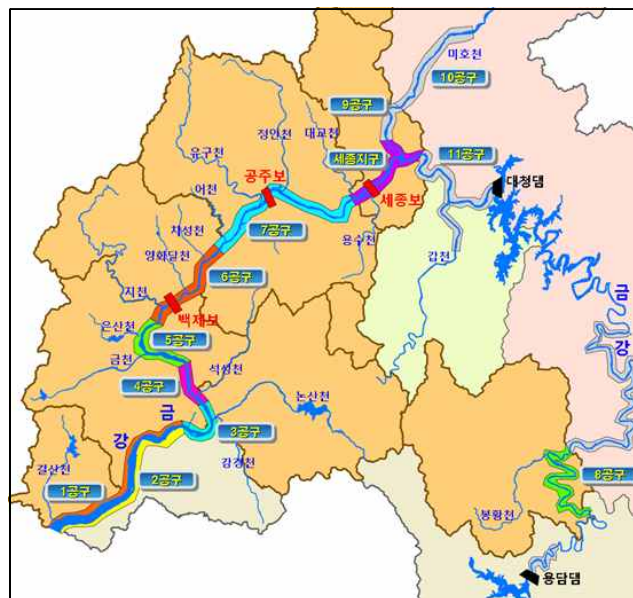 미호천
10공구
9공구
정안천
대교천
유구천
세종지구
11공구
공주보
어천
대청댐
세종보
치성천
7공구
용수천
양화달천
갑천
6공구
지천
금
백제보
은산천
5공구
강
금천
석성천
4공구
논산천
금
강
3공구
결산천
감경천
8공구
1공구
2공구
봉황천
용담댐